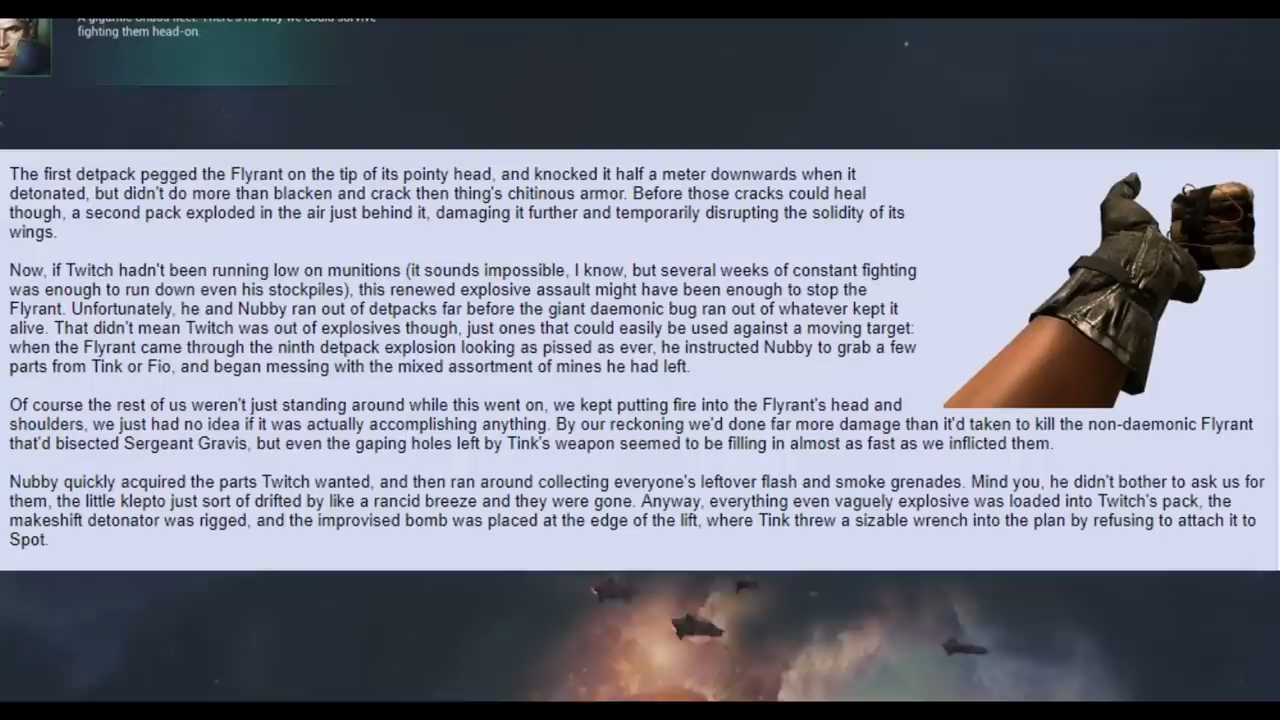 A gigantic Chaos fleet. There's no way we could survive
fighting them head-on.
The first detpack pegged the Flyrant on the tip of its pointy head, and knocked it half a meter downwards when it
detonated, but didn't do more than blacken and crack then thing's chitinous armor. Before those cracks could heal
though, a second pack exploded in the air just behind it, damaging it further and temporarily disrupting the solidity of its
wings.
Now, if Twitch hadn't been running low on munitions (it sounds impossible, I know, but several weeks of constant fighting
was enough to run down even his stockpiles), this renewed explosive assault might have been enough to stop the
Flyrant. Unfortunately, he and Nubby ran out of detpacks far before the giant daemonic bug ran out of whatever kept it
alive. That didn't mean Twitch was out of explosives though, just ones that could easily be used against a moving target:
when the Flyrant came through the ninth detpack explosion looking as pissed as ever, he instructed Nubby to grab a few
parts from Tink or Fio, and began messing with the mixed assortment of mines he had left.
Of course the rest of us weren't just standing around while this went on, we kept putting fire into the Flyrant's head and
shoulders, we just had no idea if it was actually accomplishing anything. By our reckoning we'd done far more damage than it'd taken to kill the non-daemonic Flyrant
that'd bisected Sergeant Gravis, but even the gaping holes left by Tink's weapon seemed to be filling in almost as fast as we inflicted them.
Nubby quickly acquired the parts Twitch wanted, and then ran around collecting everyone's leftover flash and smoke grenades. Mind you, he didn't bother to ask us for
them, the little klepto just sort of drifted by like a rancid breeze and they were gone. Anyway, everything even vaguely explosive was loaded into Twitch's pack, the
makeshift detonator was rigged, and the improvised bomb was placed at the edge of the lift, where Tink threw a sizable wrench into the plan by refusing to attach it to
Spot.